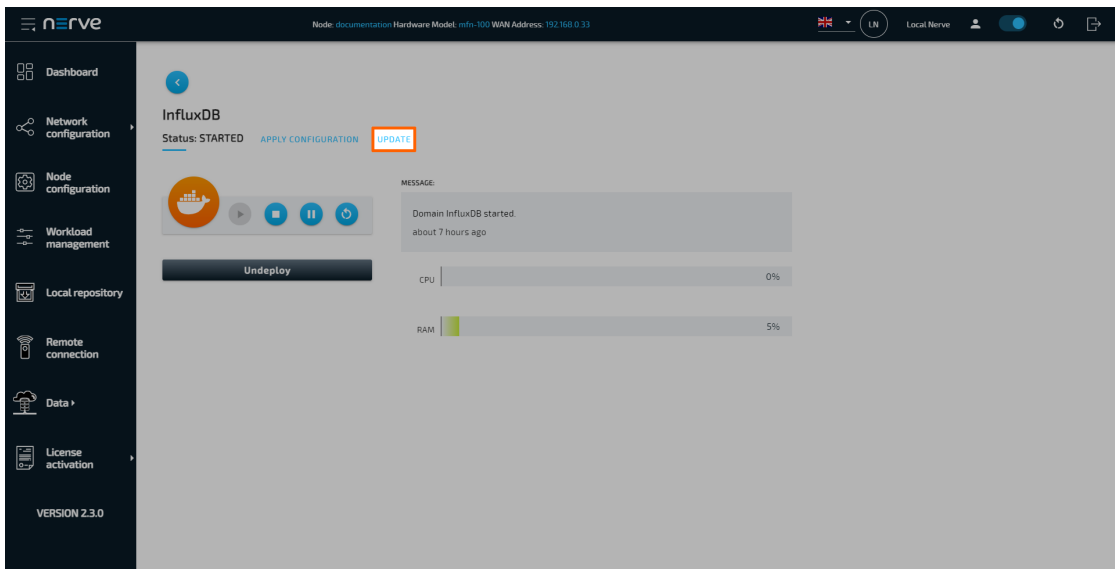 nerve
Node: documentation Hardware Model: mfn-100 WAN Address: 192.168.0.33
LN
Local Nerve
Dashboard
Network
configuration
Node
configuration
Workload
management
Local repository
Remote
connection
Data
License
activation
VERSION 2.3.0
InfluxDB
Status: STARTED APPLY CONFIGURATION UPDATE
Undeploy
MESSAGE:
Domain InfluxDB started.
about 7 hours ago
CPU 0%
RAM 5%